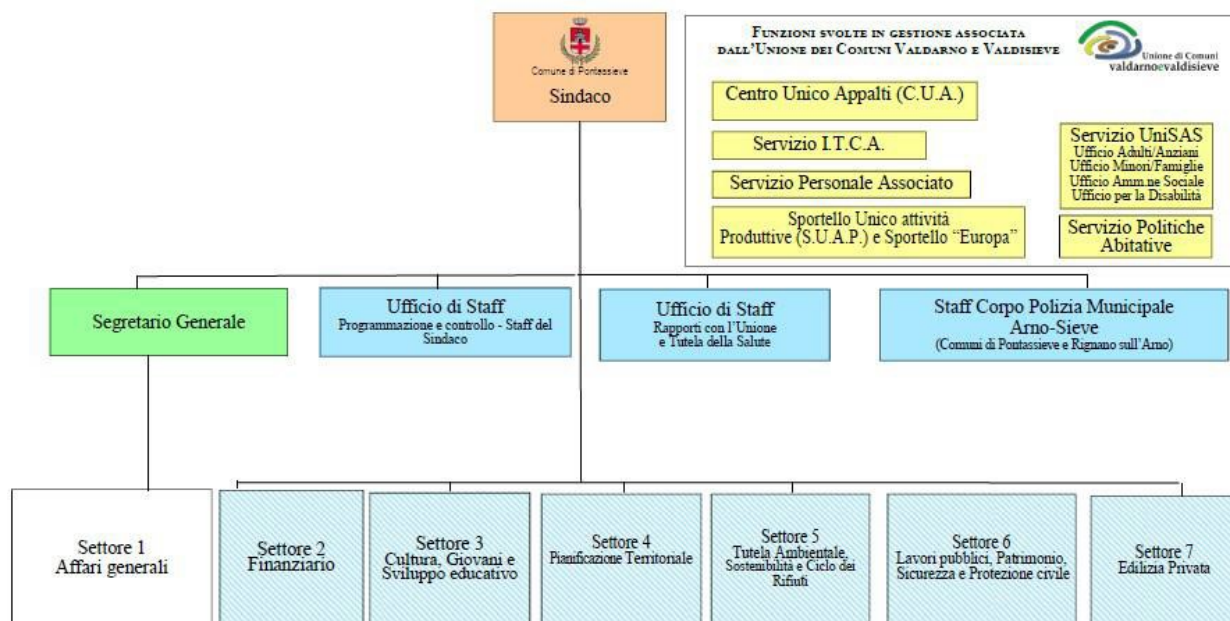 Comune di Pontassieve
Sindaco
FUNZIONI SVOLTE IN GESTIONE ASSOCIATA
DALL'UNIONE DEI COMUNI VALDARNO E VALDISIEVE
Unione di Comuni
valdarnoevaldisieve
Centro Unico Appalti (C.U.A.)
Servizio I.T.C.A.
Servizio Personale Associato
Sportello Unico attività
Produttive (S.U.A.P.) e Sportello “Europa”
Servizio UniSAS
Ufficio Adulti/Anziani
Ufficio Minori/Famiglie
Ufficio Amm.ne Sociale
Ufficio per la Disabilità
Servizio Politiche
Abitative
Segretario Generale
Ufficio di Staff
Programmazione e controllo - Staff del
Sindaco
Ufficio di Staff
Rapporti con l’Unione
e Tutela della Salute
Staff Corpo Polizia Municipale
Arno-Sieve
(Comuni di Pontassieve e Rignano sull’Arno)
Settore 1
Affari generali
Settore 2
Finanziario
Settore 3
Cultura, Giovani e
Sviluppo educativo
Settore 4
Pianificazione Territoriale
Settore 5
Tutela Ambientale,
Sostenibilità e Ciclo dei
Rifiuti
Settore 6
Lavori pubblici, Patrimonio,
Sicurezza e Protezione civile
Settore 7
Edilizia Privata